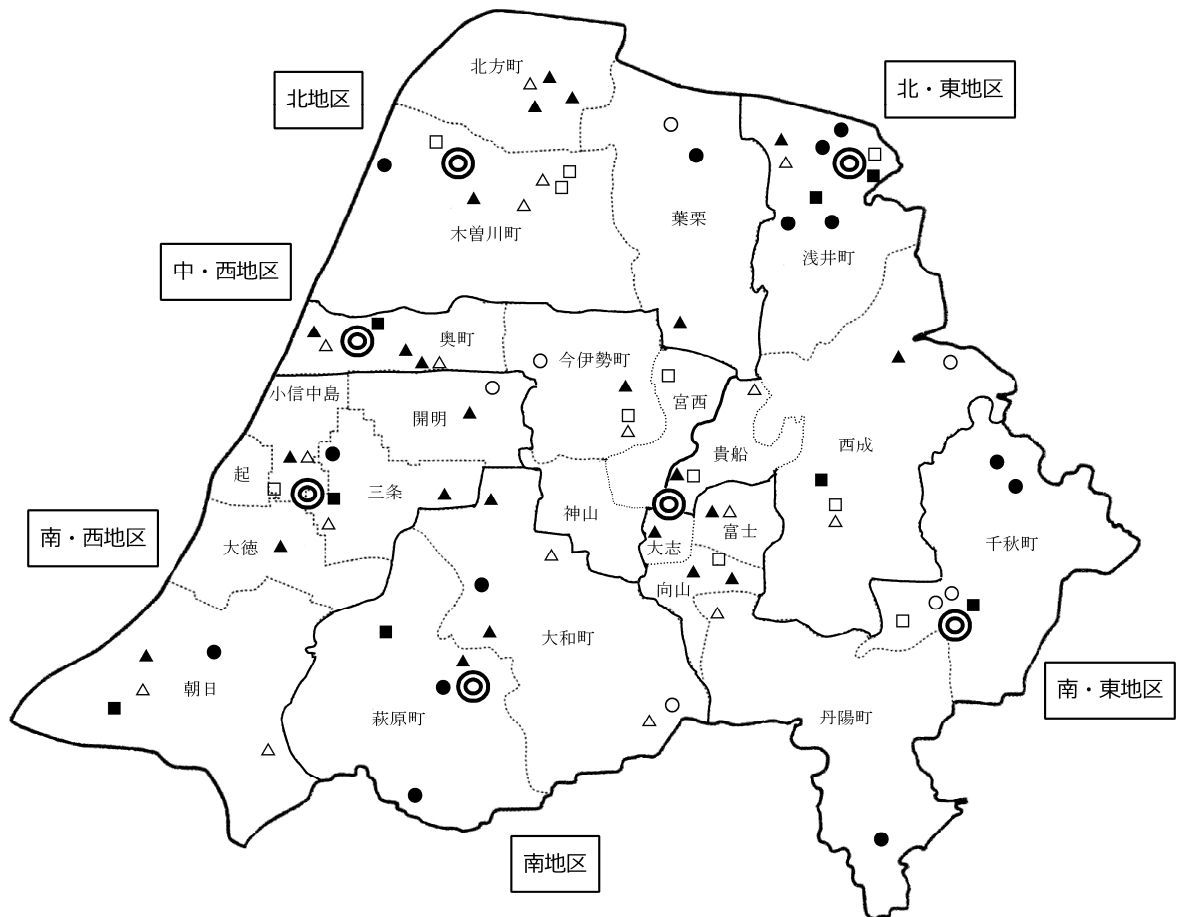 北方町
北地区
北・東地区
葉栗
木曽川町
浅井町
中・西地区
奥町
今伊勢町
小信中島
宮西
開明
貴船
西成
起
三条
神山
富士
大志
千秋町
南・西地区
大徳
向山
大和町
朝日
南・東地区
萩原町
丹陽町
南地区